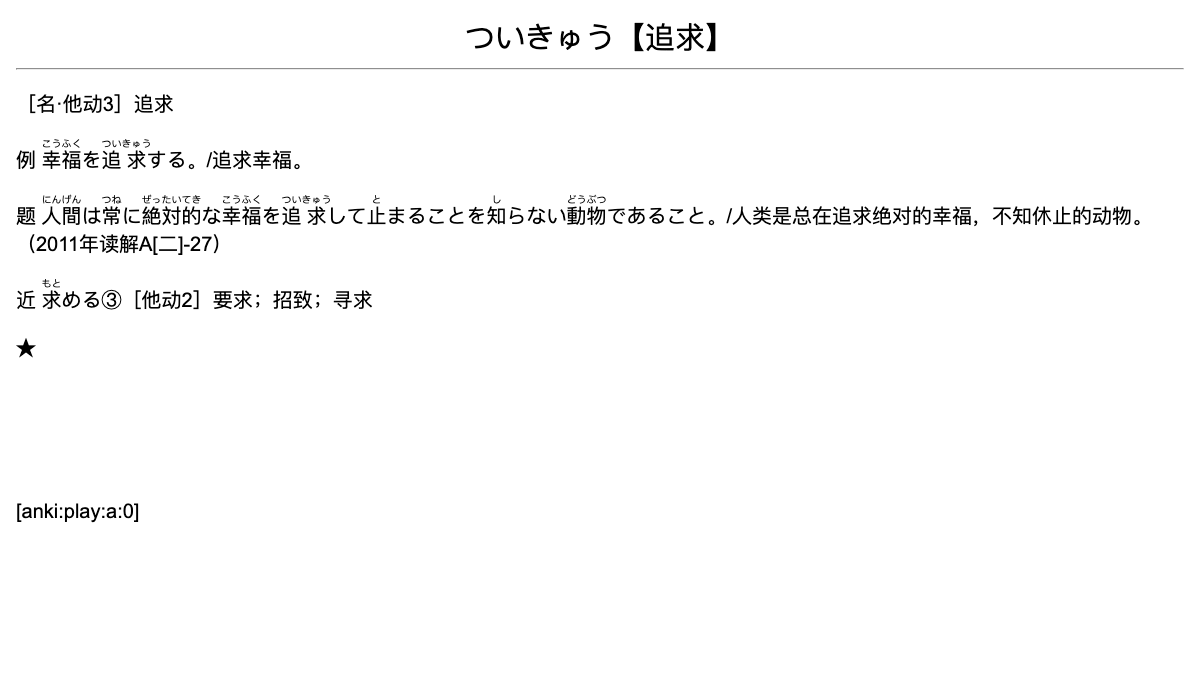 ついきゅう【追求】
［名·他动3］追求
こうふく ついきゅう
例 幸福を追求する。/追求幸福。
にんげん つね ぜったいてき こうふく ついきゅう と し どうぶつ
题 人間は常に絶対的な幸福を追求して止まることを知らない動物であること。/人类是总在追求绝对的幸福，不知休止的动物。
（2011年读解A[二]-27）
もと
近 求める③［他动2］要求；招致；寻求
★
[anki:play:a:0]